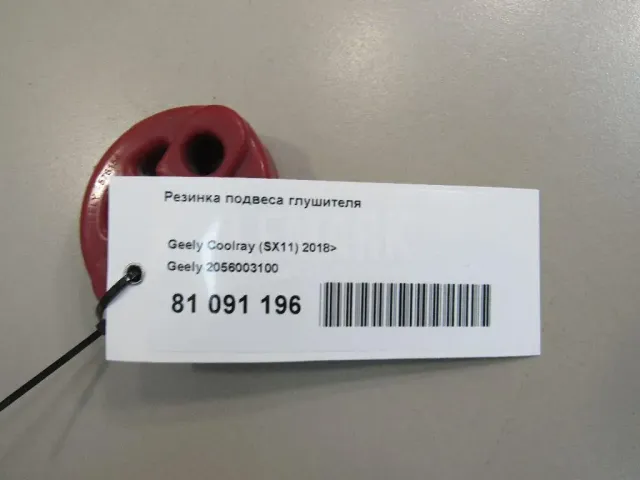 Резинка подвеса глушителя
Geely Coolray (SX11) 2018>
Geely 2056003100
81 091 196